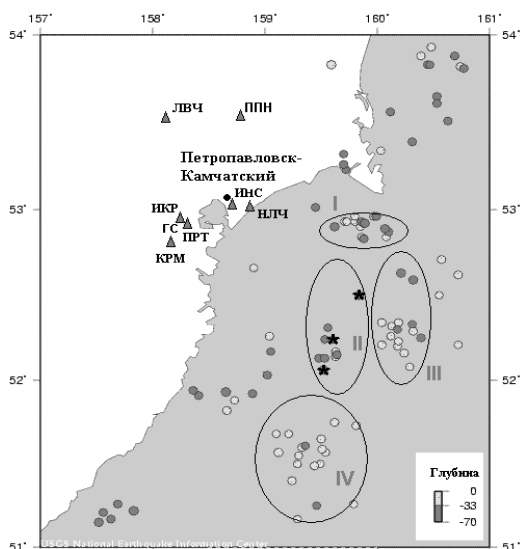 157° 158° 159° 160° 161°
54° 54°
ЛВЧ ППН
Петропавловск-
Камчатский
ИКР ИНС
ГС ПРТ НЛЧ
КРМ
I
53° 53°
II
III
52° 52°
IV
Глубина
0
-33
-70
51° 51°
USGS National Earthquake Information Center